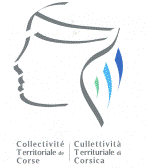 Collectivité
Territoriale de
Corse
Cullettività
Territuriale di
Corsica